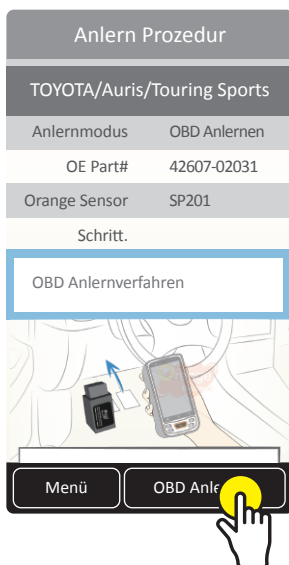 Anlern Prozedur
TOYOTA/Auris/Touring Sports
Anlernmodus OBD Anlernen
OE Part# 42607-02031
Orange Sensor SP201
Schritt.
OBD Anlernverfahren
Menü OBD